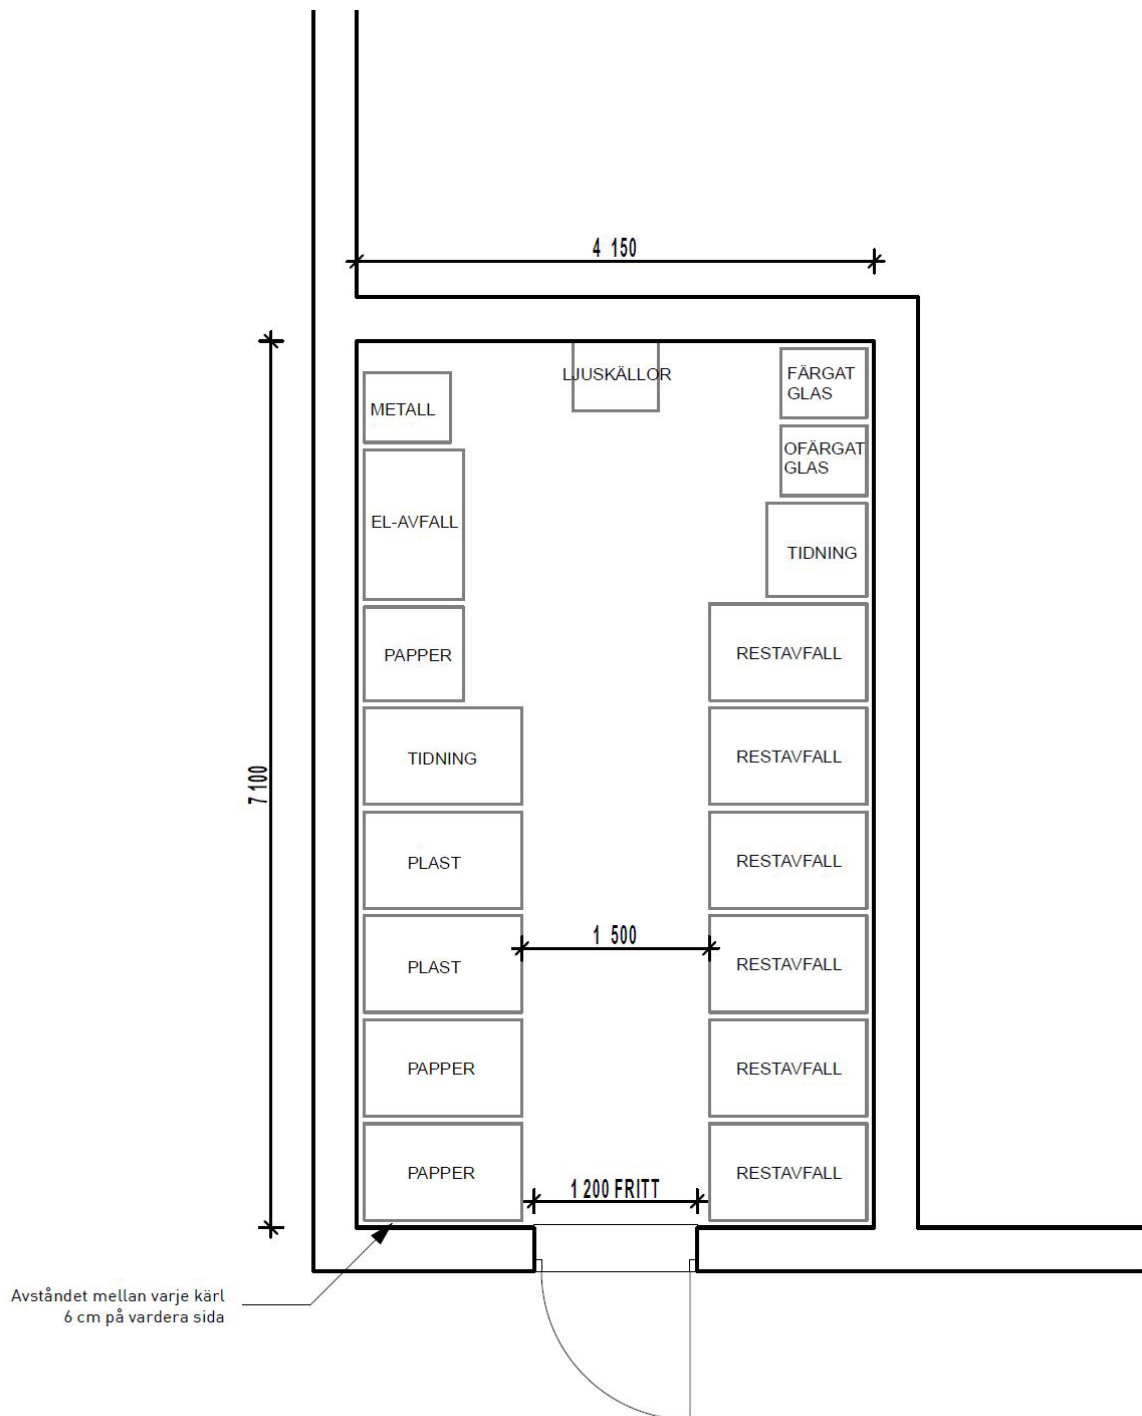 4 150
LJUSKÄLLOR
FÄRGAT
GLAS
METALL
OFÄRGAT
GLAS
EL-AVFALL
TIDNING
PAPPER
RESTAVFALL
TIDNING
RESTAVFALL
7 100
PLAST
RESTAVFALL
1 500
PLAST
RESTAVFALL
PAPPER
RESTAVFALL
PAPPER
RESTAVFALL
1 200 FRITT
Avståndet mellan varje kärl
6 cm på vardera sida